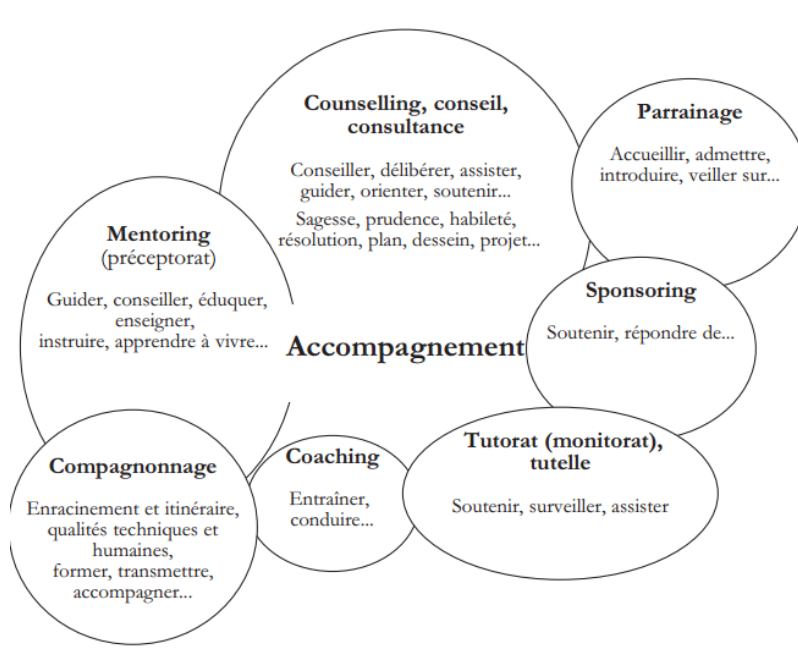 Counselling, conseil,
consultance
Conseiller, délibérer, assister,
guider, orienter, soutenir...
Sagesse, prudence, habileté,
résolution, plan, dessein, projet...
Parrainage
Accueillir, admettre,
introduire, veiller sur...
Mentoring
(préceptorat)
Guider, conseiller, éduquer,
enseigner,
instruire, apprendre à vivre...
Accompagnement
Sponsoring
Soutenir, répondre de...
Compagnonnage
Enracinement et itinéraire,
qualités techniques et
humaines,
former, transmettre,
accompagner...
Coaching
Entraîner,
conduire...
Tutorat (monitorat),
tutelle
Soutenir, surveiller, assister